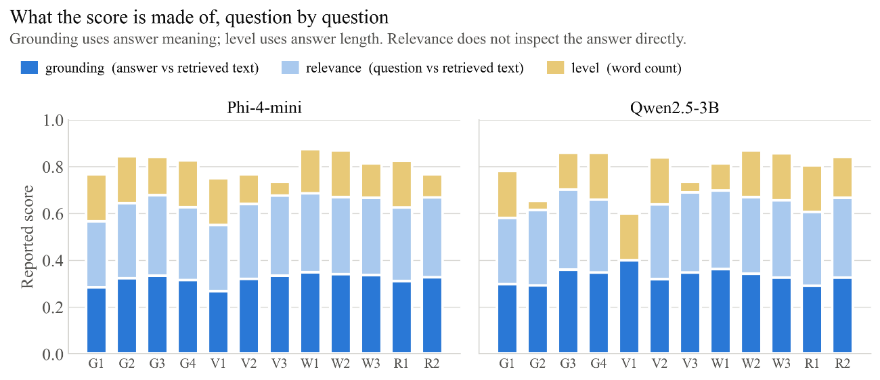 What the score is made of, question by question
Grounding uses answer meaning; level uses answer length. Relevance does not inspect the answer directly.
grounding (answer vs retrieved text) relevance (question vs retrieved text) level (word count)
Phi-4-mini Qwen2.5-3B
Reported score
1.0
0.8
0.6
0.4
0.2
0.0
G1 G2 G3 G4 V1 V2 V3 W1 W2 W3 R1 R2 G1 G2 G3 G4 V1 V2 V3 W1 W2 W3 R1 R2